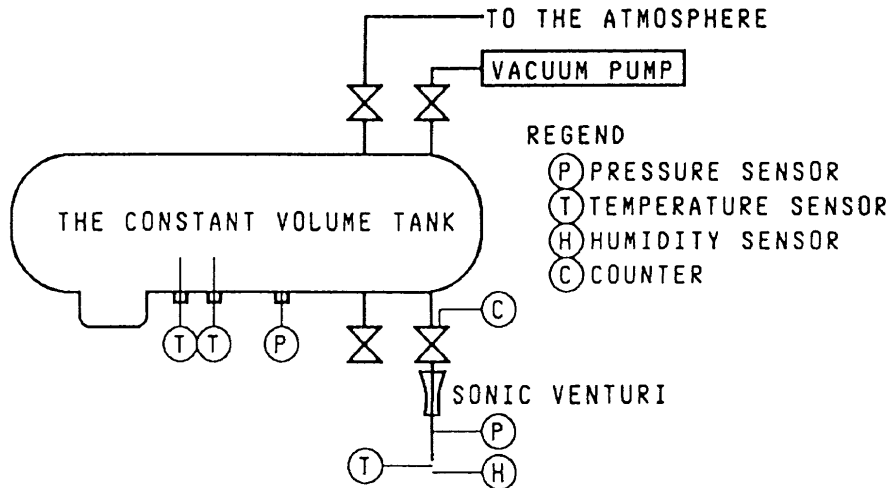 TO THE ATMOSPHERE
VACUUM PUMP
REGEND
P PRESSURE SENSOR
T TEMPERATURE SENSOR
H HUMIDITY SENSOR
C COUNTER
THE CONSTANT VOLUME TANK
C
T T P
SONIC VENTURI
P
T H